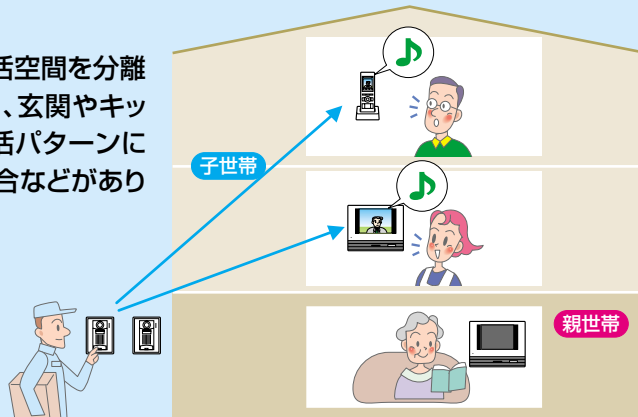 活空間を分離
、玄関やキッ
活パターンに
合などがあり
子世帯
親世帯